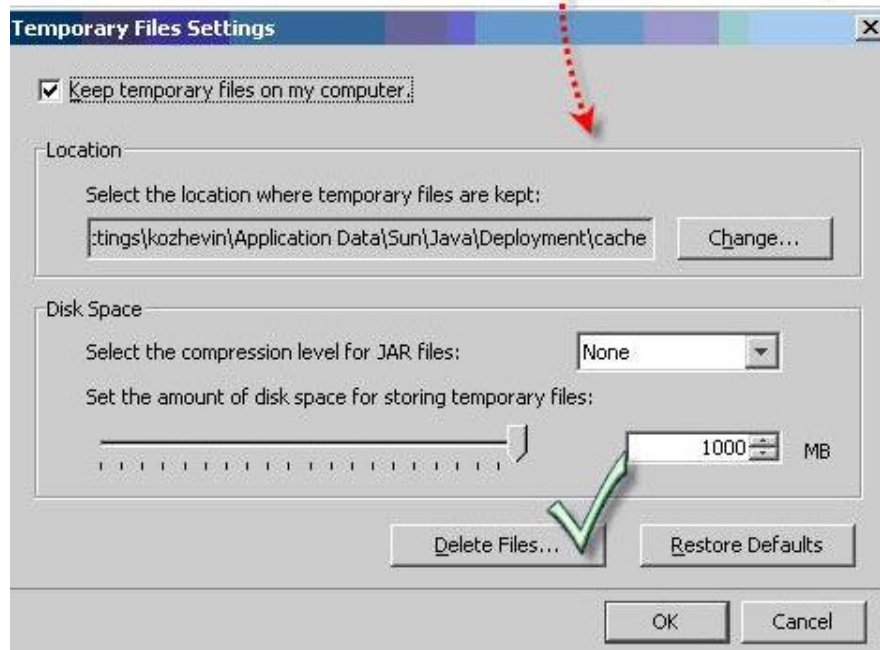 Temporary Files Settings
Keep temporary files on my computer.
Location
Select the location where temporary files are kept:
:tings\kozhevin\Application Data\Sun\Java\Deployment\cache
Change...
Disk Space
Select the compression level for JAR files:
None
Set the amount of disk space for storing temporary files:
1000
MB
Delete Files...
Restore Defaults
OK
Cancel